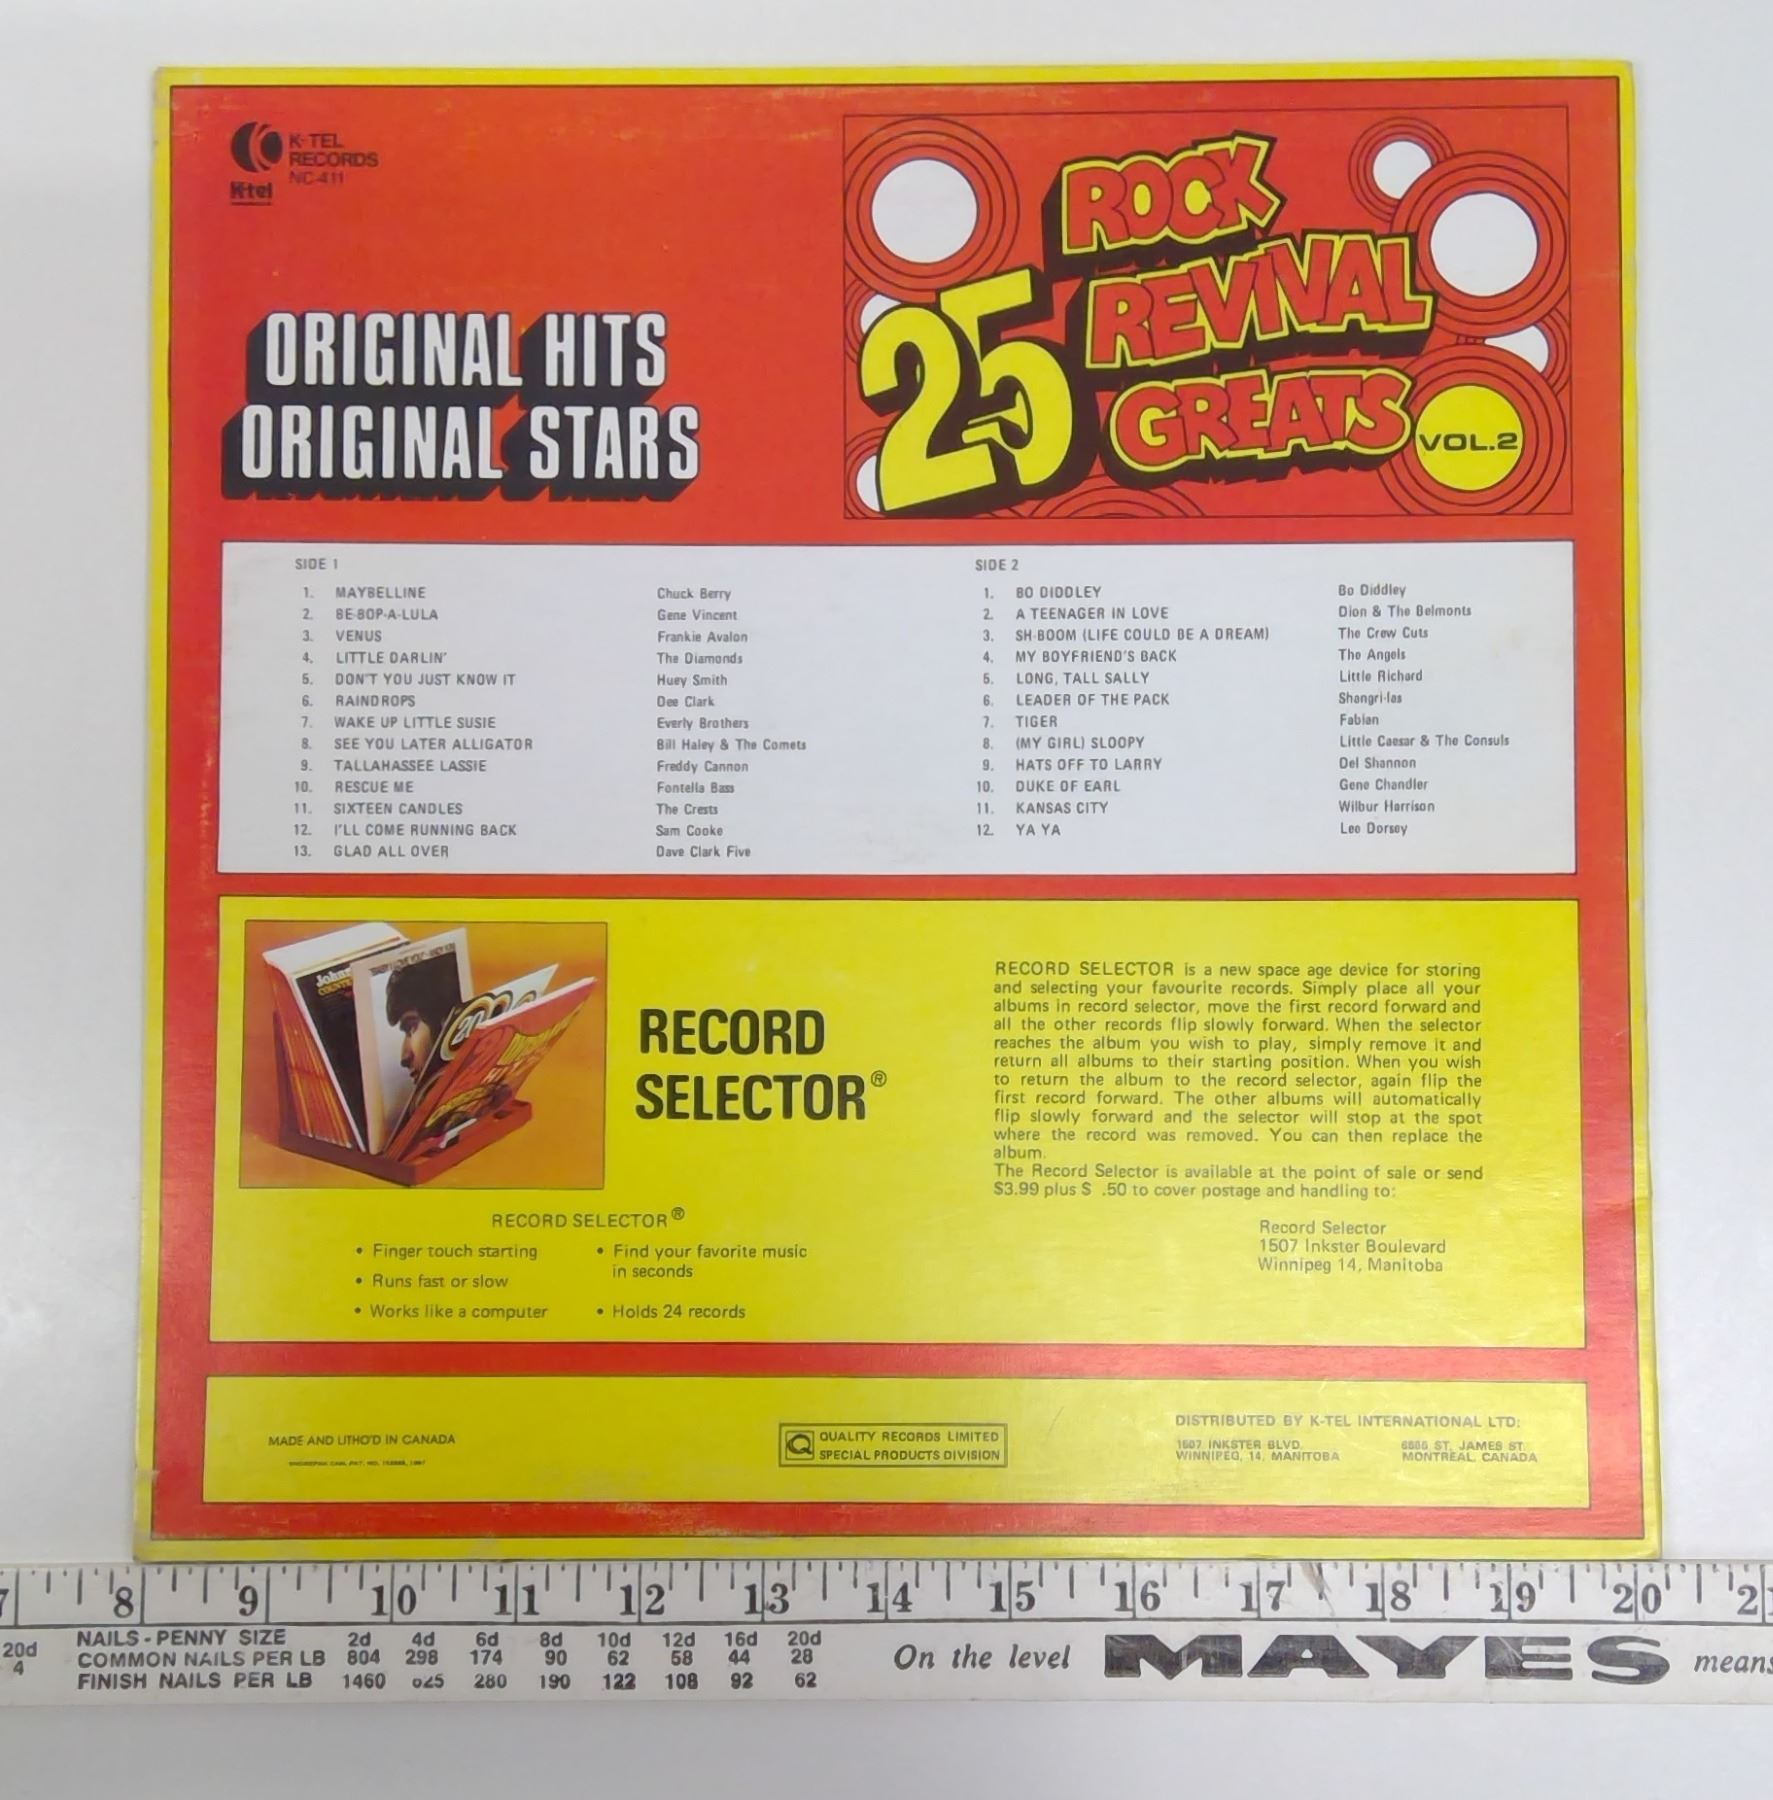 K-TEL
RECORDS
NC 411
K-tel
ORIGINAL HITS
ORIGINAL STARS
25 ROCK
REVIVAL
GREATS
VOL.2
SIDE 1
1. MAYBELLINE Chuck Berry
2. BE-BOP-A-LULA Gene Vincent
3. VENUS Frankie Avalon
4. LITTLE DARLIN' The Diamonds
5. DON'T YOU JUST KNOW IT Huey Smith
6. RAINDROPS Dee Clark
7. WAKE UP LITTLE SUSIE Everly Brothers
8. SEE YOU LATER ALLIGATOR Bill Haley & The Comets
9. TALLAHASSEE LASSIE Freddy Cannon
10. RESCUE ME Fontella Bass
11. SIXTEEN CANDLES The Crests
12. I'LL COME RUNNING BACK Sam Cooke
13. GLAD ALL OVER Dave Clark Five
SIDE 2
1. BO DIDDLEY Bo Diddley
2. A TEENAGER IN LOVE Dion & The Belmonts
3. SH-BOOM (LIFE COULD BE A DREAM) The Crew Cuts
4. MY BOYFRIEND'S BACK The Angels
5. LONG, TALL SALLY Little Richard
6. LEADER OF THE PACK Shangri-las
7. TIGER Fabian
8. (MY GIRL) SLOOPY Little Caesar & The Consuls
9. HATS OFF TO LARRY Del Shannon
10. DUKE OF EARL Gene Chandler
11. KANSAS CITY Wilbur Harrison
12. YA YA Leo Dorsey
RECORD
SELECTOR®
RECORD SELECTOR®
• Finger touch starting
• Runs fast or slow
• Works like a computer
• Find your favorite music
in seconds
• Holds 24 records
RECORD SELECTOR is a new space age device for storing
and selecting your favourite records. Simply place all your
albums in record selector, move the first record forward and
all the other records flip slowly forward. When the selector
reaches the album you wish to play, simply remove it and
return all albums to their starting position. When you wish
to return the album to the record selector, again flip the
first record forward. The other albums will automatically
flip slowly forward and the selector will stop at the spot
where the record was removed. You can then replace the
album.
The Record Selector is available at the point of sale or send
$3.99 plus $ .50 to cover postage and handling to:
Record Selector
1507 Inkster Boulevard
Winnipeg 14, Manitoba
MADE AND LITHO'D IN CANADA
Q QUALITY RECORDS LIMITED
SPECIAL PRODUCTS DIVISION
DISTRIBUTED BY K-TEL INTERNATIONAL LTD:
1507 INKSTER BLVD.
WINNIPEG, 14, MANITOBA
ST. JAMES ST.
MONTREAL, CANADA
7 8 9 10 11 12 13 14 15 16 17 18 19 20 21
20d
4
NAILS - PENNY SIZE 2d 4d 6d 8d 10d 12d 16d 20d
COMMON NAILS PER LB 804 298 174 90 62 58 44 28
FINISH NAILS PER LB 1460 625 280 190 122 108 92 62
On the level MAYES means